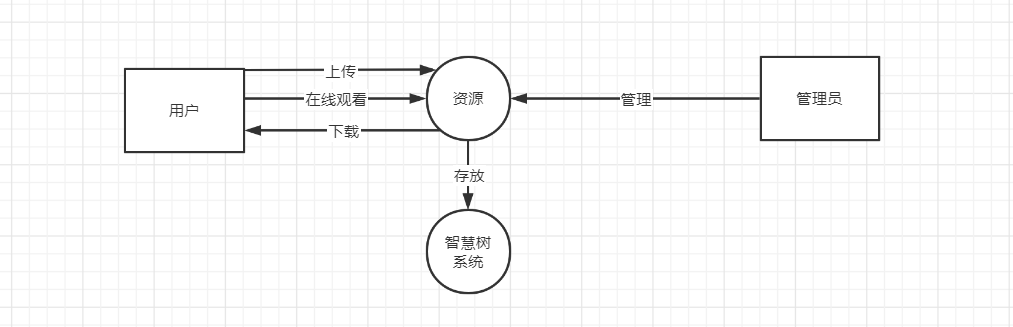 上传
用户
在线观看
下载
资源
管理
管理员
存放
智慧树
系统